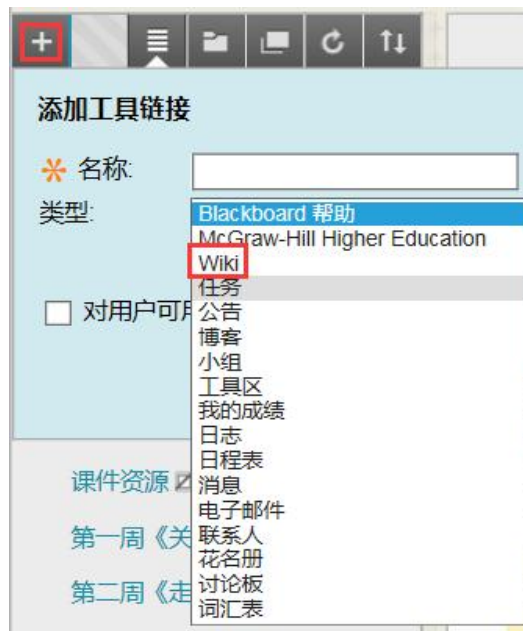 添加工具链接
名称:
类型:
Blackboard 帮助
McGraw-Hill Higher Education
Wiki
任务
对用户可用
公告
博客
小组
工具区
我的成绩
日志
日程表
课件资源
消息
电子邮件
第一周《关
联系人
花名册
第二周《走
讨论板
词汇表